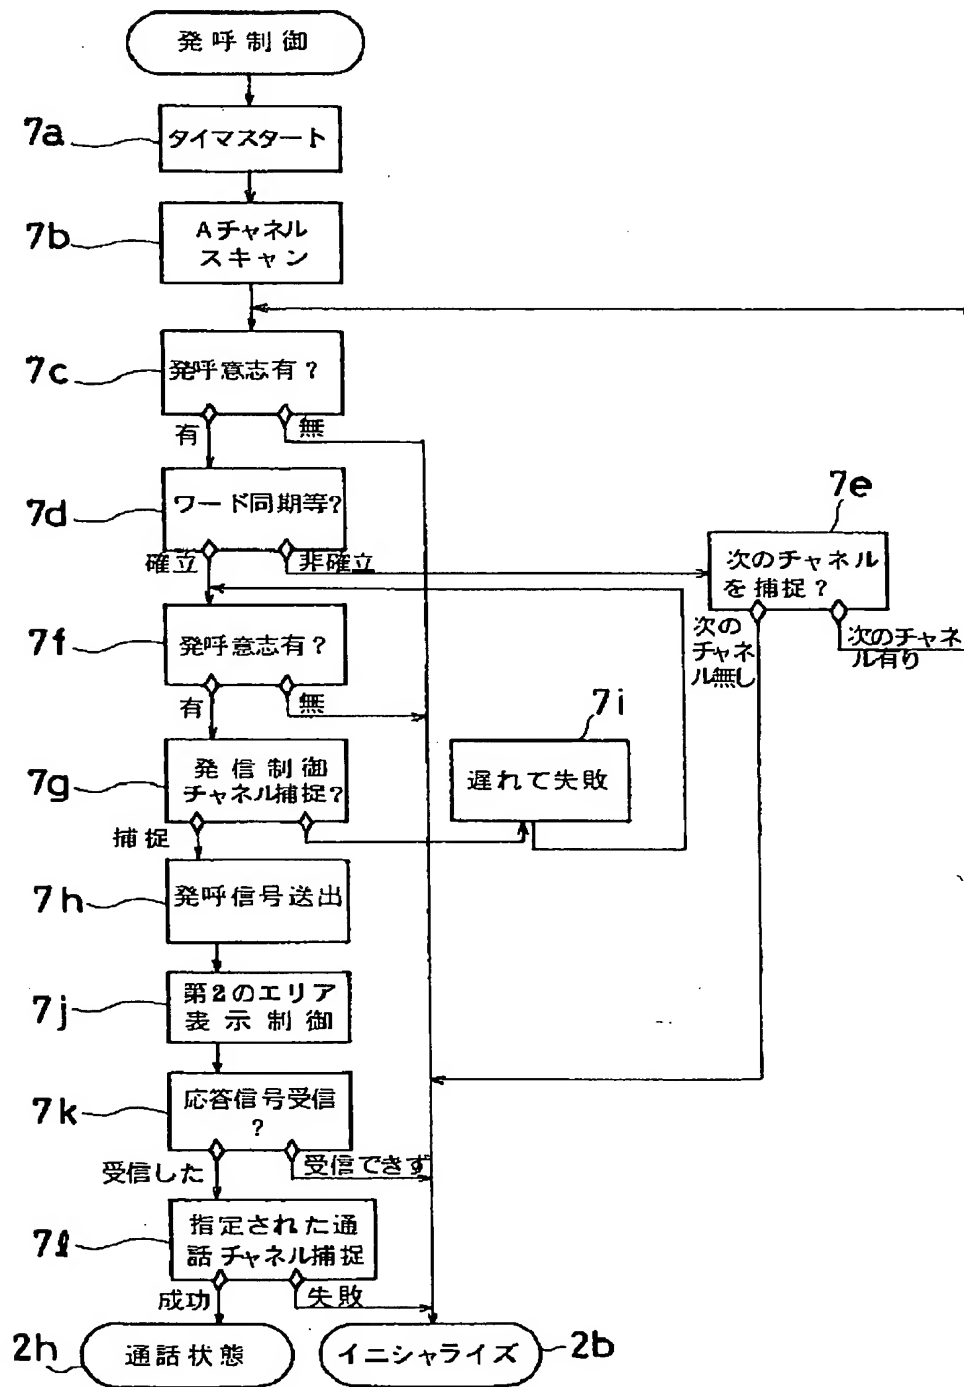 発呼制御
7a
タイマスタート
7b
Aチャネル
スキャン
7c
発呼意志有?
有
無
7d
ワード同期等?
確立
非確立
7e
次のチャネル
を捕捉?
次の
チャネ
ル無し
次のチャネ
ル有り
7f
発呼意志有?
有
無
7g
発信制御
チャネル捕捉?
捕捉
7i
遅れて失敗
7h
発呼信号送出
7j
第2のエリア
表示制御
7k
応答信号受信
?
受信した
受信できず
7ℓ
指定された通
話チャネル捕捉
成功
失敗
2h
通話状態
イニシャライズ
2b